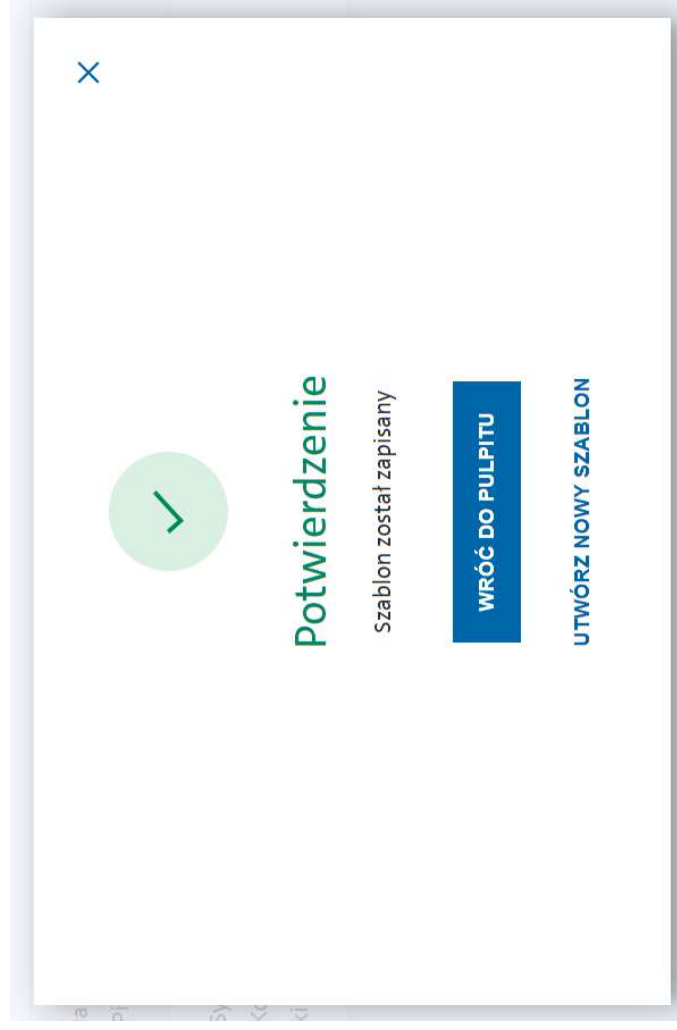 Potwierdzenie
Szablon został zapisany
WRÓĆ DO PULPITU
UTWÓRZ NOWY SZABLON